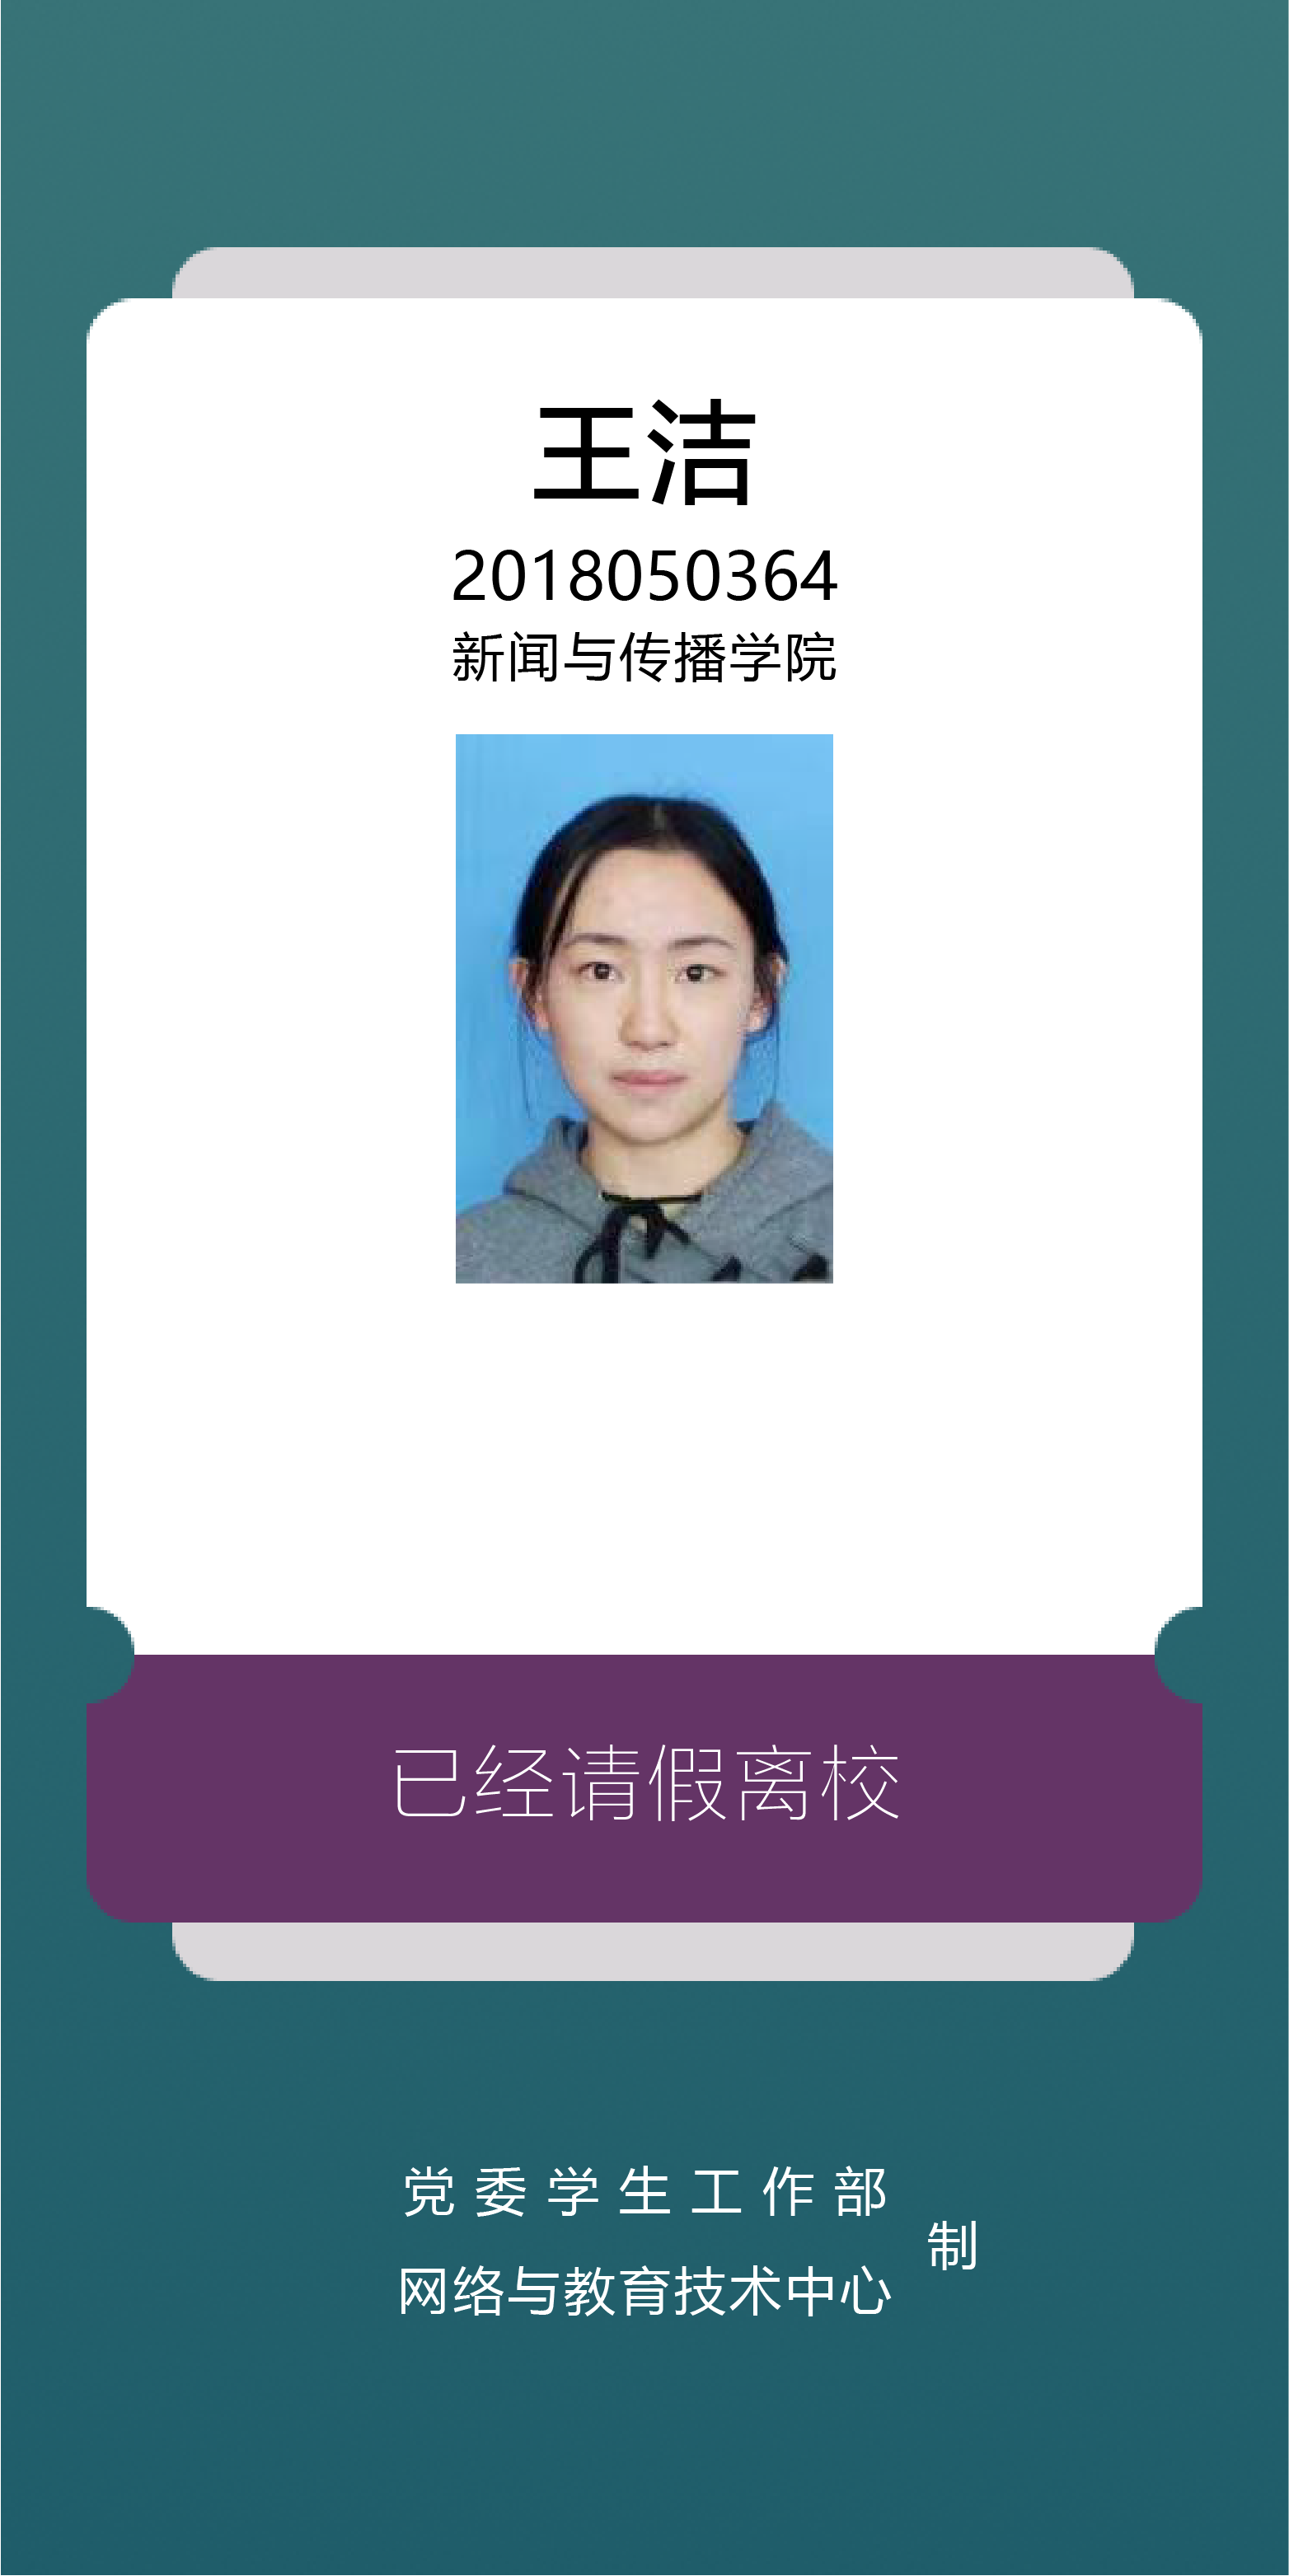 王洁
2018050364
新闻与传播学院
已经请假离校
党委学生工作部
网络与教育技术中心
制